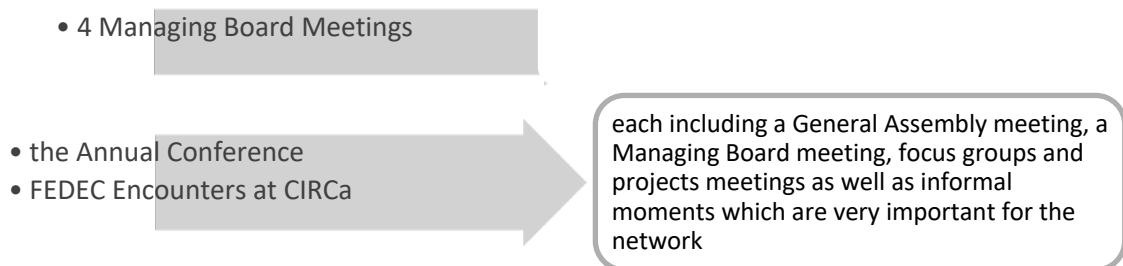 • 4 Managing Board Meetings
• the Annual Conference
• FEDEC Encounters at CIRCa
each including a General Assembly meeting, a
Managing Board meeting, focus groups and
projects meetings as well as informal
moments which are very important for the
network